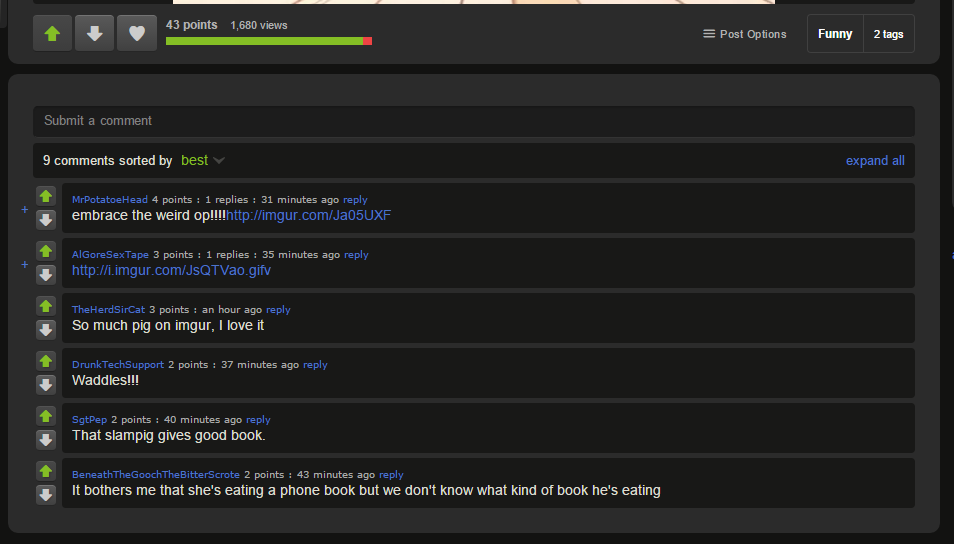 43 points 1,680 views
Post Options Funny 2 tags
Submit a comment
9 comments sorted by best expand all
MrPotatoeHead 4 points : 1 replies : 31 minutes ago reply
embrace the weird op!!!!http://imgur.com/Ja05UXF
AlGoreSexTape 3 points : 1 replies : 35 minutes ago reply
http://i.imgur.com/JsQTVao.gifv
TheHerdSirCat 3 points : an hour ago reply
So much pig on imgur, I love it
DrunkTechSupport 2 points : 37 minutes ago reply
Waddles!!!
SgtPep 2 points : 40 minutes ago reply
That slampig gives good book.
BeneathTheGoochTheBitterScrote 2 points : 43 minutes ago reply
It bothers me that she's eating a phone book but we don't know what kind of book he's eating